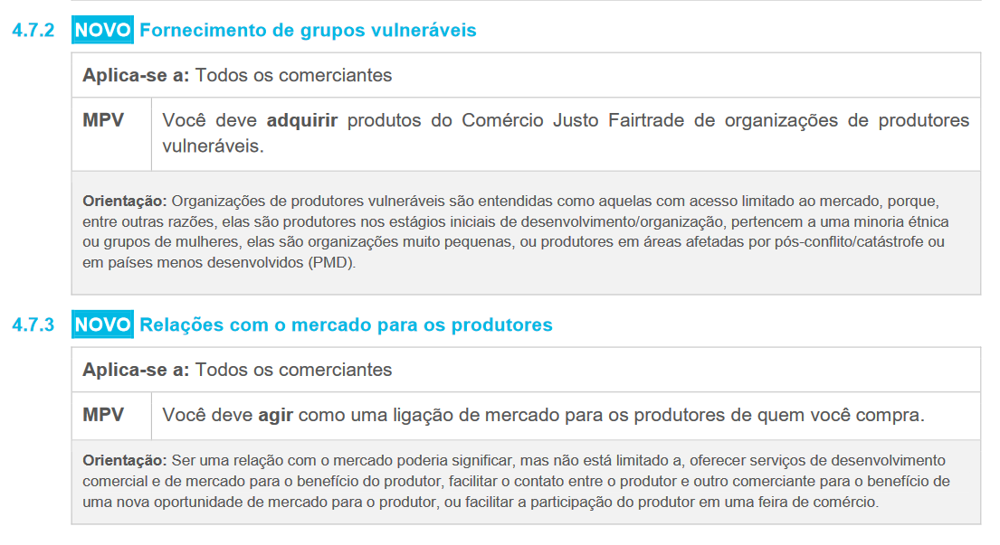 4.7.2 NOVO Fornecimento de grupos vulneráveis
Aplica-se a: Todos os comerciantes
MPV Você deve adquirir produtos do Comércio Justo Fairtrade de organizações de produtores
vulneráveis.
Orientação: Organizações de produtores vulneráveis são entendidas como aquelas com acesso limitado ao mercado, porque,
entre outras razões, elas são produtores nos estágios iniciais de desenvolvimento/organização, pertencem a uma minoria étnica
ou grupos de mulheres, elas são organizações muito pequenas, ou produtores em áreas afetadas por pós-conflito/catástrofe ou
em países menos desenvolvidos (PMD).
4.7.3 NOVO Relações com o mercado para os produtores
Aplica-se a: Todos os comerciantes
MPV Você deve agir como uma ligação de mercado para os produtores de quem você compra.
Orientação: Ser uma relação com o mercado poderia significar, mas não está limitado a, oferecer serviços de desenvolvimento
comercial e de mercado para o benefício do produtor, facilitar o contato entre o produtor e outro comerciante para o benefício de
uma nova oportunidade de mercado para o produtor, ou facilitar a participação do produtor em uma feira de comércio.